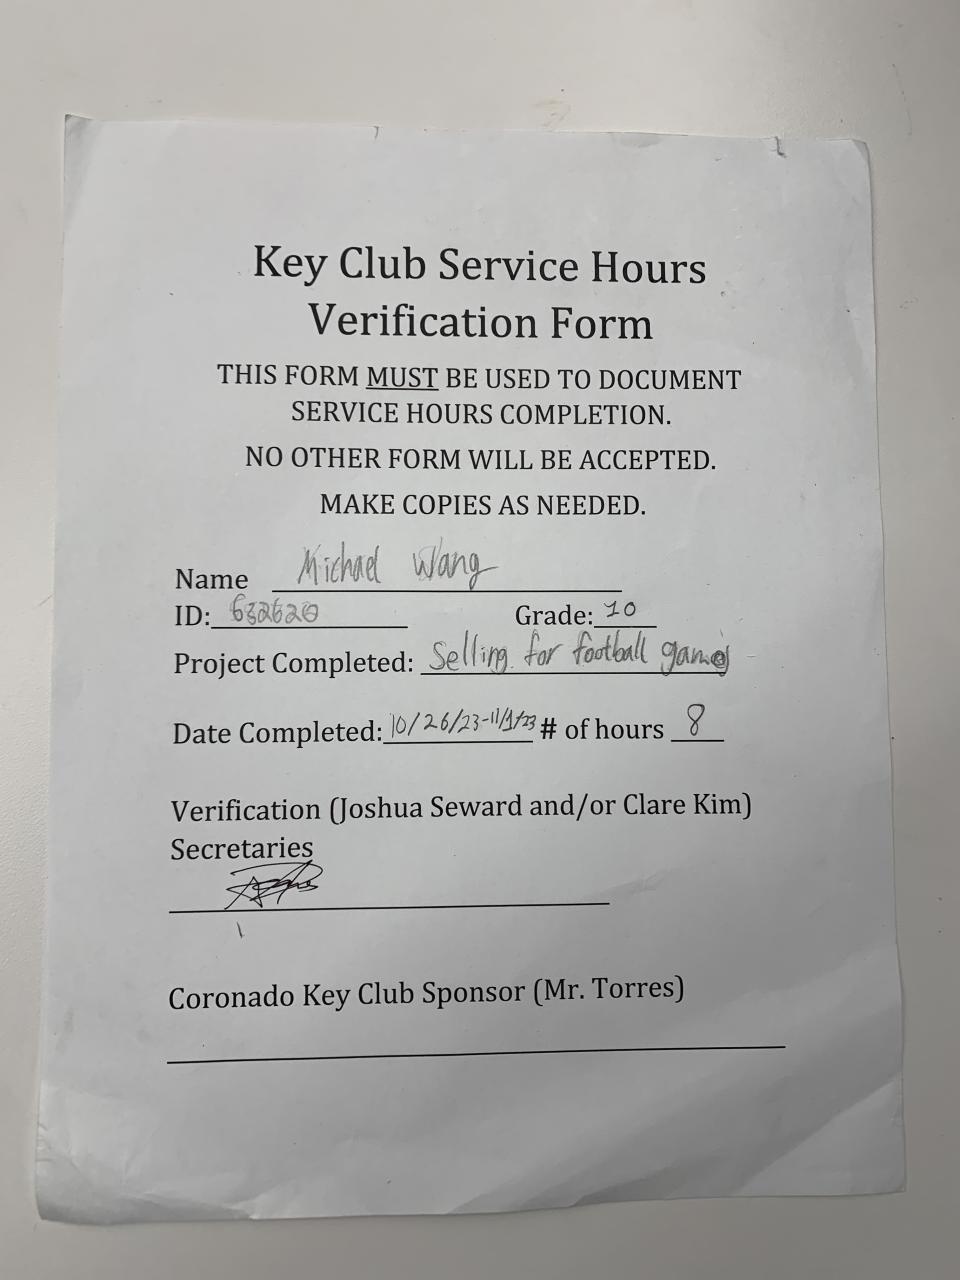 Key Club Service Hours
Verification Form
THIS FORM MUST BE USED TO DOCUMENT
SERVICE HOURS COMPLETION.
NO OTHER FORM WILL BE ACCEPTED.
MAKE COPIES AS NEEDED.
Name Michael Wang
ID: Grade: 10
Project Completed: Selling for football game
Date Completed: 10/26/23-11/1/23 # of hours 8
Verification (Joshua Seward and/or Clare Kim)
Secretaries
Coronado Key Club Sponsor (Mr. Torres)